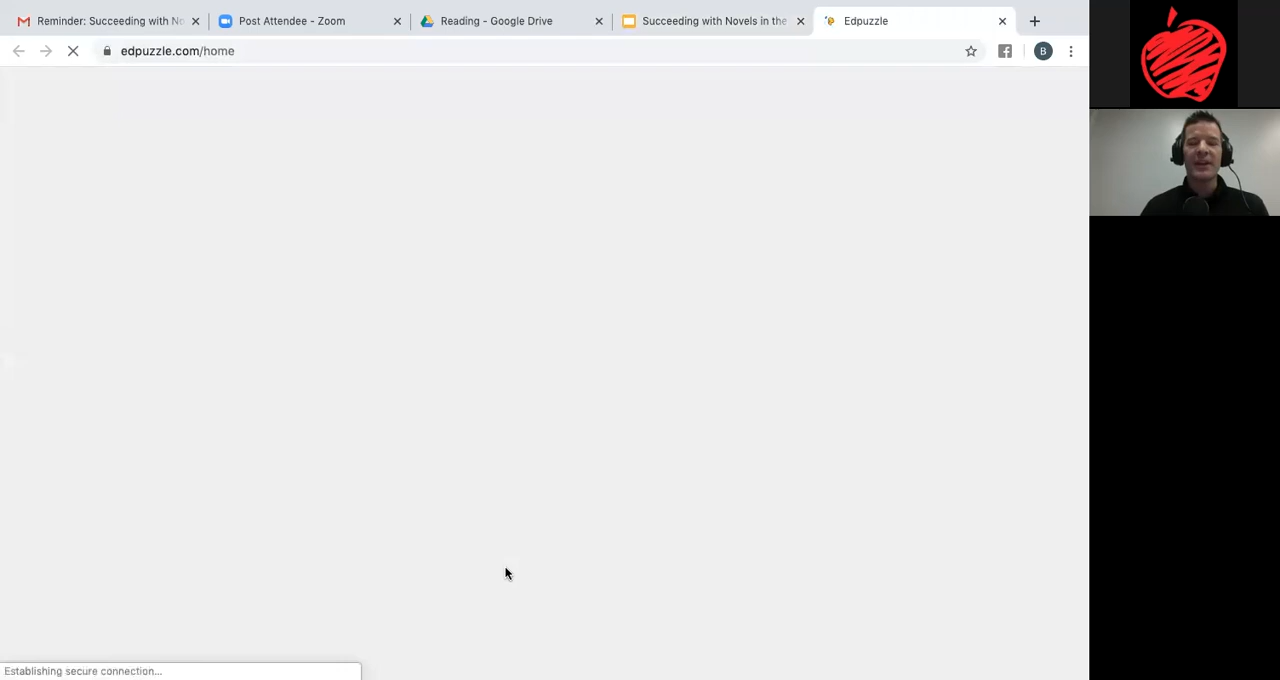 Reminder: Succeeding with No
Post Attendee - Zoom
Reading - Google Drive
Succeeding with Novels in the
Edpuzzle
edpuzzle.com/home
B
Establishing secure connection...